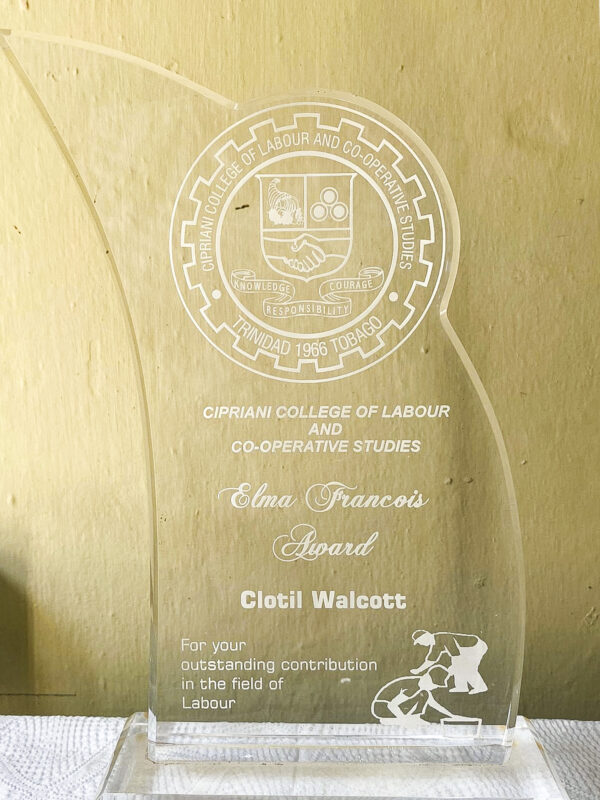 CIPRIANI COLLEGE OF LABOUR AND CO-OPERATIVE STUDIES
KNOWLEDGE
COURAGE
RESPONSIBILITY
TRINIDAD 1966 TOBAGO
CIPRIANI COLLEGE OF LABOUR
AND
CO-OPERATIVE STUDIES
Elma Francois
Award
Clotil Walcott
For your
outstanding contribution
in the field of
Labour